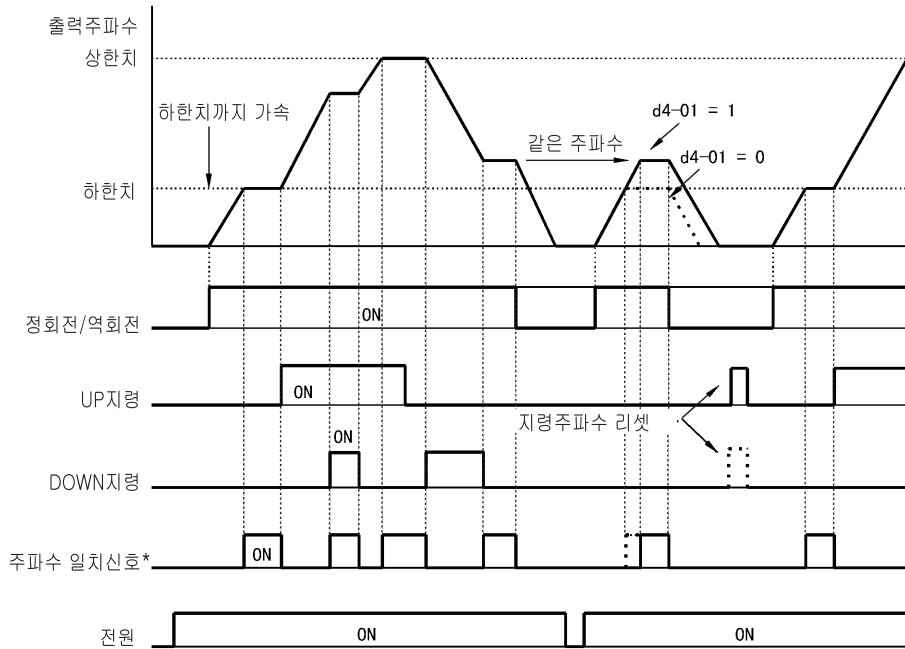 출력주파수
상한치
하한치까지 가속
d4-01 = 1
같은 주파수
d4-01 = 0
하한치
ON
정회전/역회전
ON
UP지령
지령주파수 리셋
ON
DOWN지령
ON
주파수 일치신호*
ON
ON
전원